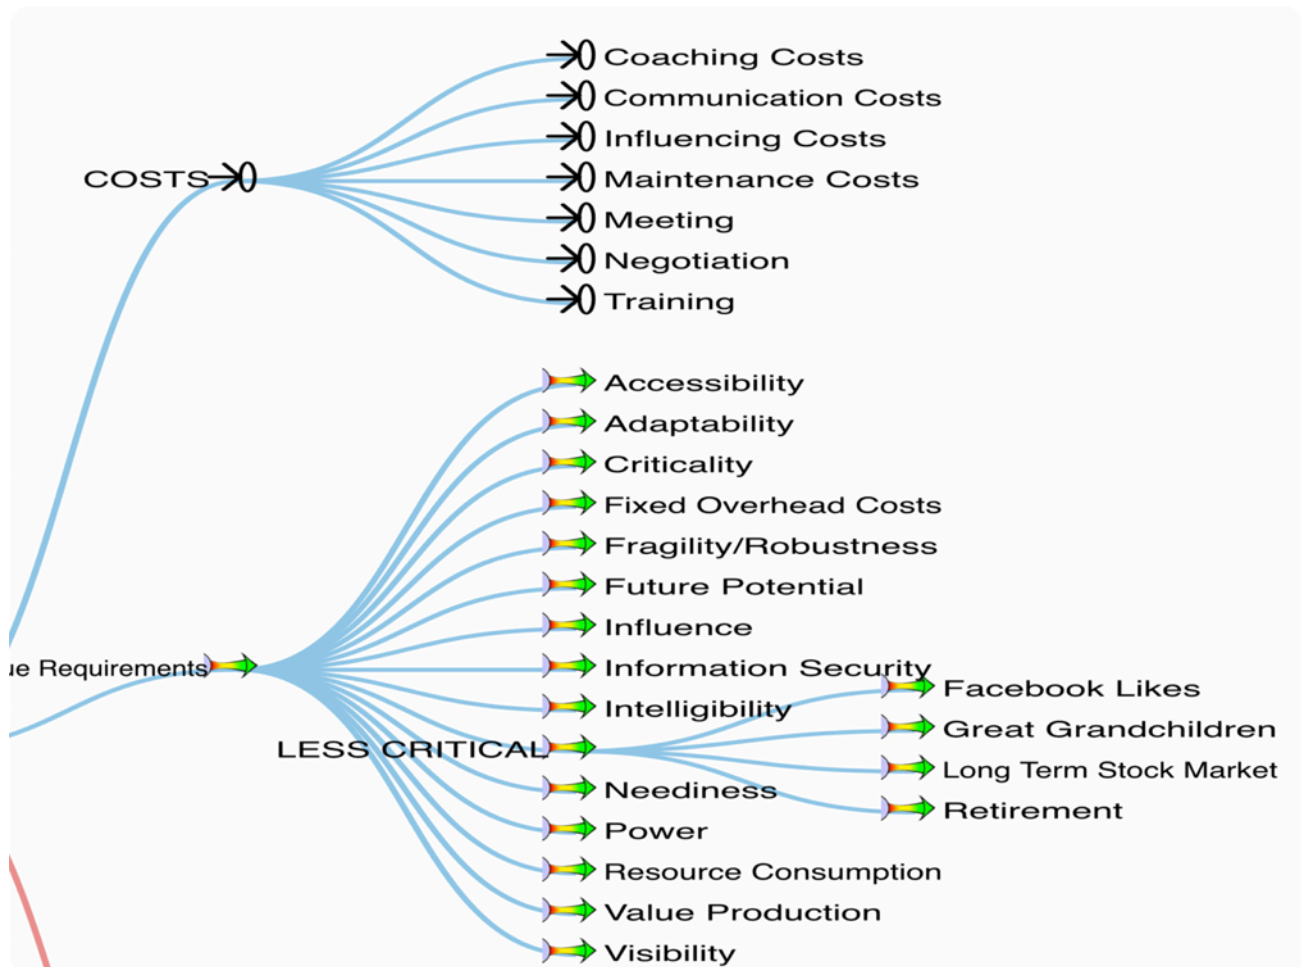 COSTS
Coaching Costs
Communication Costs
Influencing Costs
Maintenance Costs
Meeting
Negotiation
Training
Requirements
Accessibility
Adaptability
Criticality
Fixed Overhead Costs
Fragility/Robustness
Future Potential
Influence
Information Security
Intelligibility
LESS CRITICAL
Facebook Likes
Great Grandchildren
Long Term Stock Market
Retirement
Neediness
Power
Resource Consumption
Value Production
Visibility